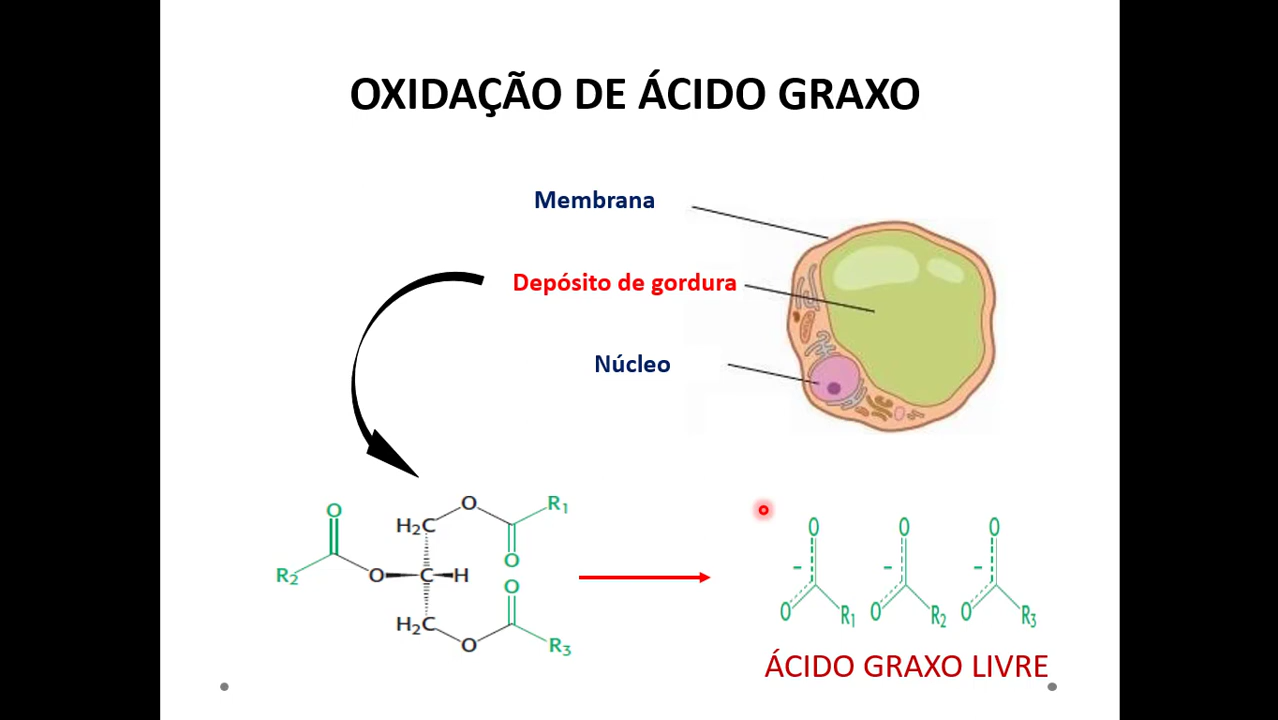 OXIDAÇÃO DE ÁCIDO GRAXO
Membrana
Depósito de gordura
Núcleo
O
R₂
O
H₂C
O
R₁
O
C
H
H₂C
O
O
R₃
O
O
R₁
O
O
R₂
O
O
R₃
ÁCIDO GRAXO LIVRE